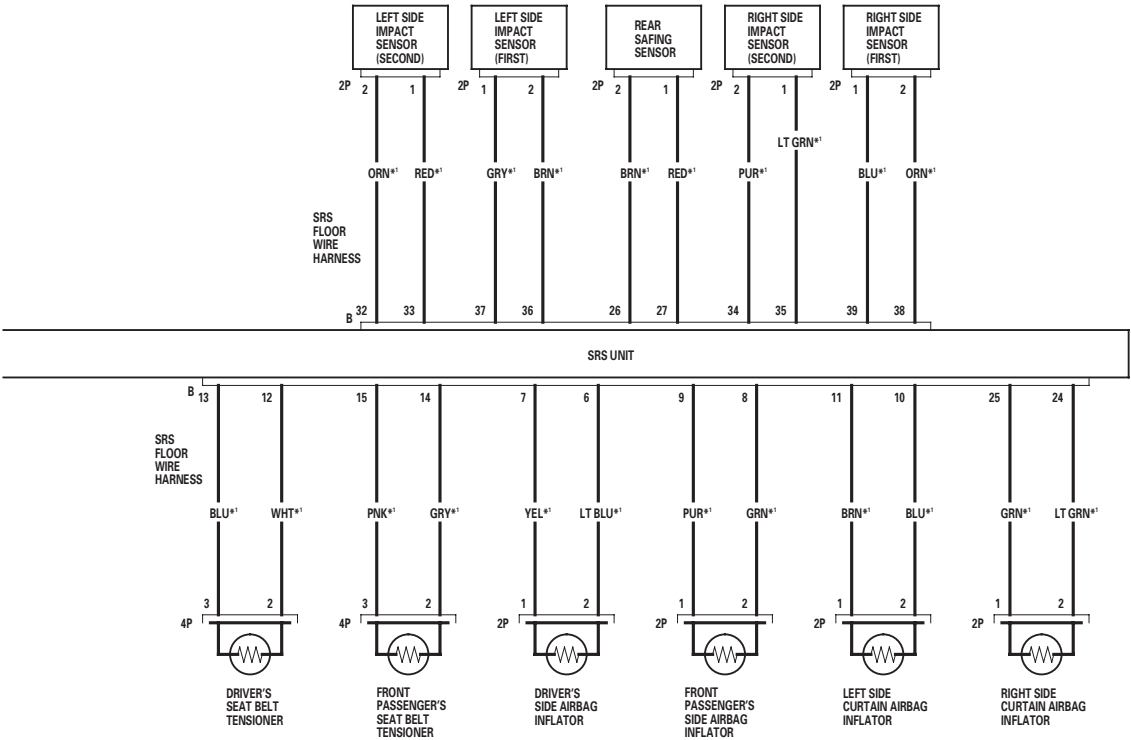 LEFT SIDE
IMPACT
SENSOR
(SECOND)
LEFT SIDE
IMPACT
SENSOR
(FIRST)
REAR
SAFING
SENSOR
RIGHT SIDE
IMPACT
SENSOR
(SECOND)
RIGHT SIDE
IMPACT
SENSOR
(FIRST)
2P 2 1 2P 1 2 2P 2 1 2P 2 1 2P 1 2
LT GRN*1
ORN*1 RED*1 GRY*1 BRN*1 BRN*1 RED*1 PUR*1 BLU*1 ORN*1
SRS
FLOOR
WIRE
HARNESS
B 32 33 37 36 26 27 34 35 39 38
SRS UNIT
B 13 12 15 14 7 6 9 8 11 10 25 24
SRS
FLOOR
WIRE
HARNESS
BLU*1 WHT*1 PNK*1 GRY*1 YEL*1 LT BLU*1 PUR*1 GRN*1 BRN*1 BLU*1 GRN*1 LT GRN*1
3 2 3 2 1 2 1 2 1 2 1 2
4P 4P 2P 2P 2P 2P
DRIVER'S
SEAT BELT
TENSIONER
FRONT
PASSENGER'S
SEAT BELT
TENSIONER
DRIVER'S
SIDE AIRBAG
INFLATOR
FRONT
PASSENGER'S
SIDE AIRBAG
INFLATOR
LEFT SIDE
CURTAIN AIRBAG
INFLATOR
RIGHT SIDE
CURTAIN AIRBAG
INFLATOR